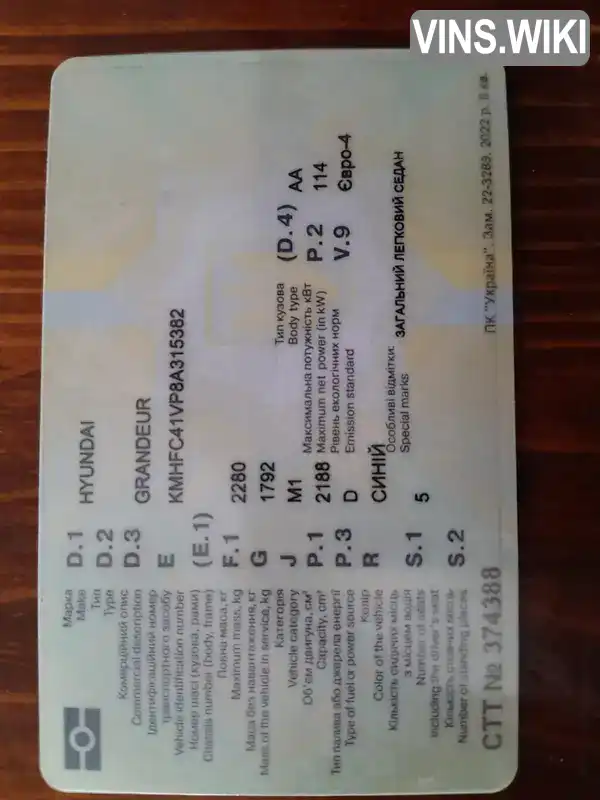 VINS.WIKI
Марка
Make
D.1 HYUNDAI
Тип
Type
D.2
Комерційний опис
Commercial description
D.3 GRANDEUR
Ідентифікаційний номер
транспортного засобу
Vehicle identification number
E KMHFC41VP8A315382
Номер шасі (кузова, рами)
Chassis number (body, frame)
(E.1)
Повна маса, кг
Maximum mass, kg
F.1 2280
Маса без навантаження, кг
Mass of the vehicle in service, kg
G 1792
Категорія
Vehicle category
J M1
Тип кузова
Body type
(D.4) AA
Об'єм двигуна, см³
Capacity, cm³
P.1 2188
Максимальна потужність кВт
Maximum net power (in kW)
P.2 114
Тип палива або джерела енергії
Type of fuel or power source
P.3 D
Рівень екологічних норм
Emission standard
V.9 Євро-4
Колір
Color of the vehicle
R СИНІЙ
Особливі відмітки:
Special marks
ЗАГАЛЬНИЙ ЛЕГКОВИЙ СЕДАН
Кількість сидячих місць
з місцем водія
Number of seats
including the driver's seat
S.1 5
Кількість стоячих місць
Number of standing places
S.2
СТТ № 374388
ПК "Україна". Зам. 22-3289. 2022 р. ІІ кв.